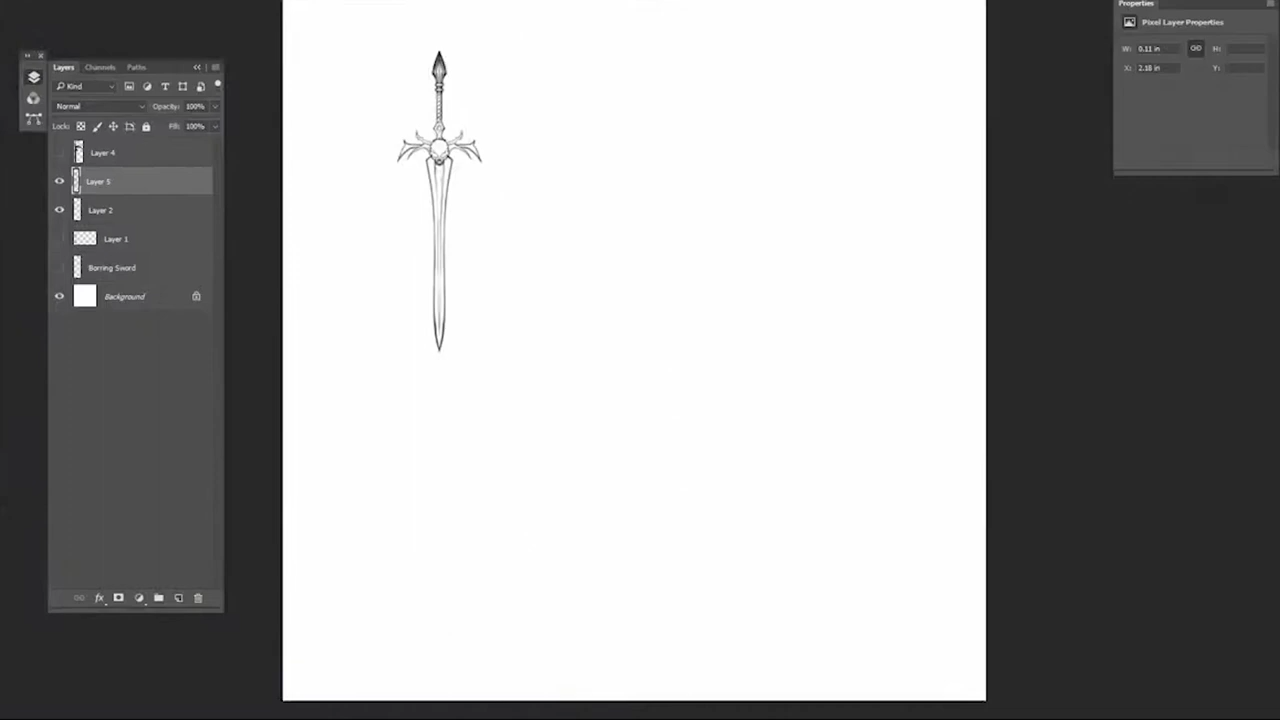 Properties
Pixel Layer Properties
W: 0.11 in
H:
X: 2.18 in
Y:
Layers Channels Paths
Kind
Normal
Opacity: 100%
Lock:
Fill: 100%
Layer 4
Layer 5
Layer 2
Layer 1
Borring Sword
Background
fx